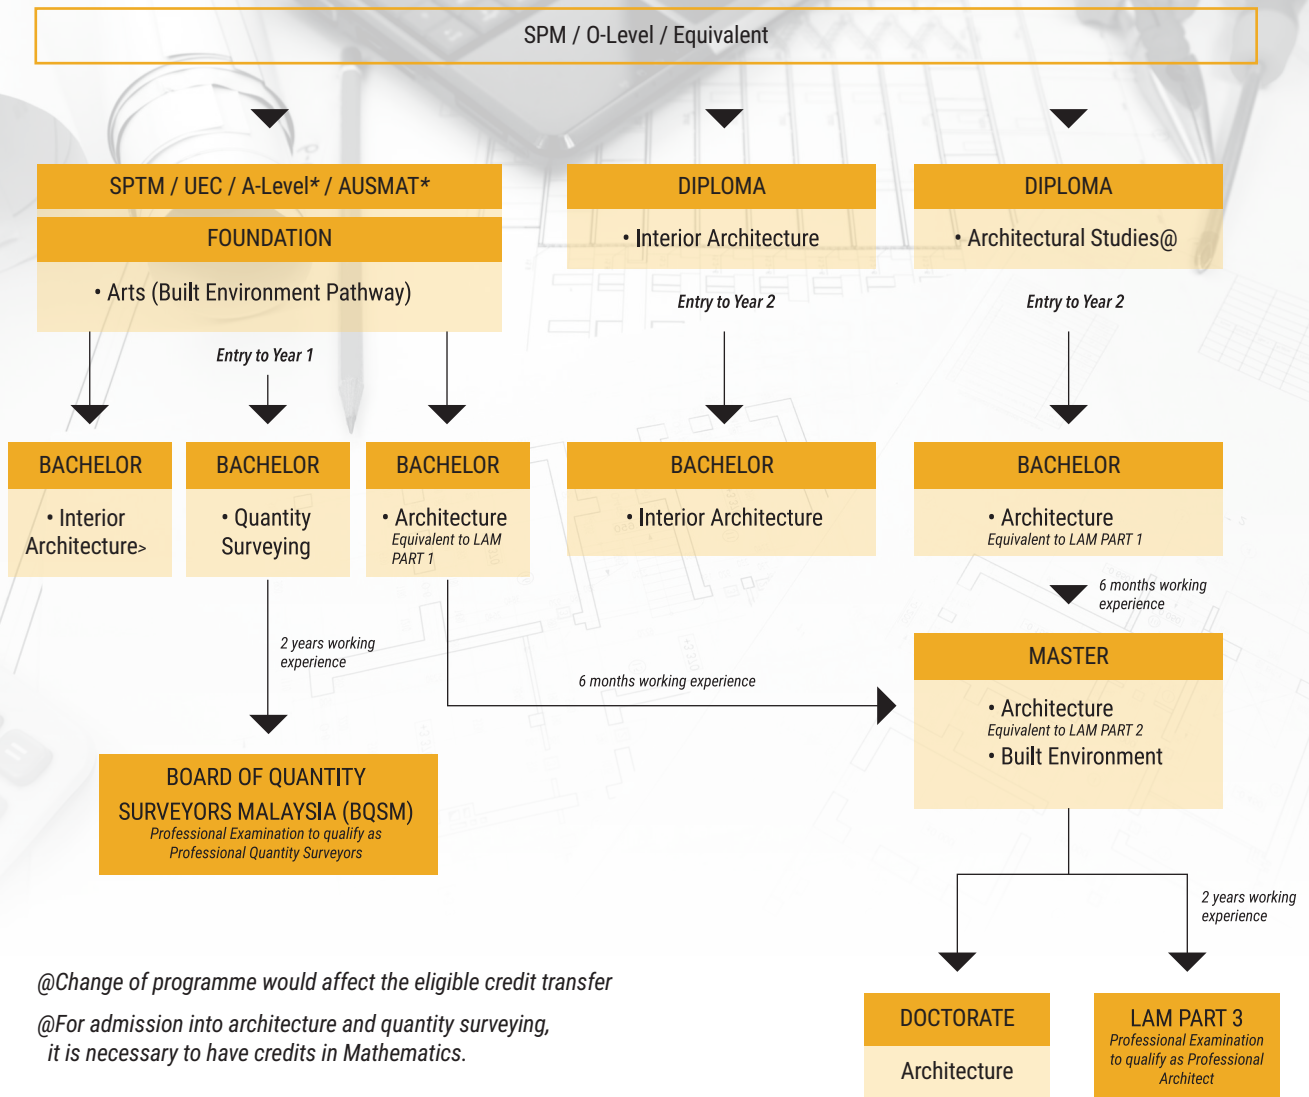 SPM / O-Level / Equivalent
SPTM / UEC / A-Level* / AUSMAT*
FOUNDATION
• Arts (Built Environment Pathway)
DIPLOMA
• Interior Architecture
DIPLOMA
• Architectural Studies@
Entry to Year 1
Entry to Year 2
Entry to Year 2
BACHELOR
• Interior
Architecture>
BACHELOR
• Quantity
Surveying
BACHELOR
• Architecture
Equivalent to LAM
PART 1
BACHELOR
• Interior Architecture
BACHELOR
• Architecture
Equivalent to LAM PART 1
2 years working
experience
6 months working experience
6 months working
experience
MASTER
• Architecture
Equivalent to LAM PART 2
• Built Environment
BOARD OF QUANTITY
SURVEYORS MALAYSIA (BQSM)
Professional Examination to qualify as
Professional Quantity Surveyors
2 years working
experience
DOCTORATE
Architecture
LAM PART 3
Professional Examination
to qualify as Professional
Architect
@Change of programme would affect the eligible credit transfer
@For admission into architecture and quantity surveying,
it is necessary to have credits in Mathematics.